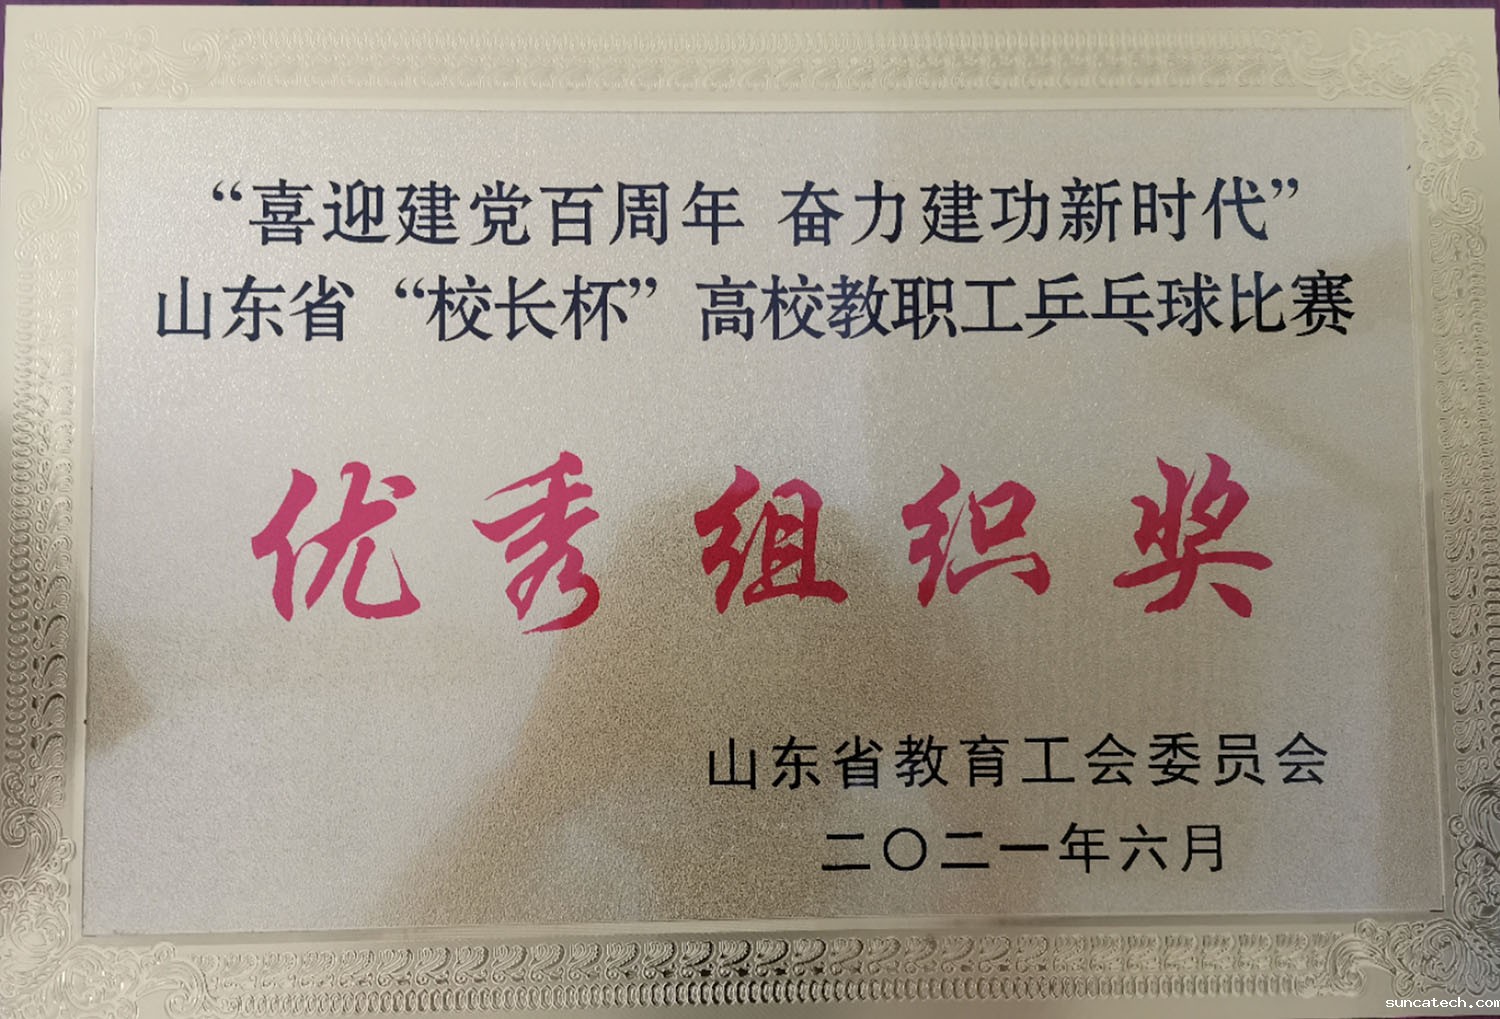 “喜迎建党百周年 奋力建功新时代”
山东省“校长杯”高校教职工乒乓球比赛
优秀组织奖
山东省教育工会委员会
二〇二一年六月
suncatech.com